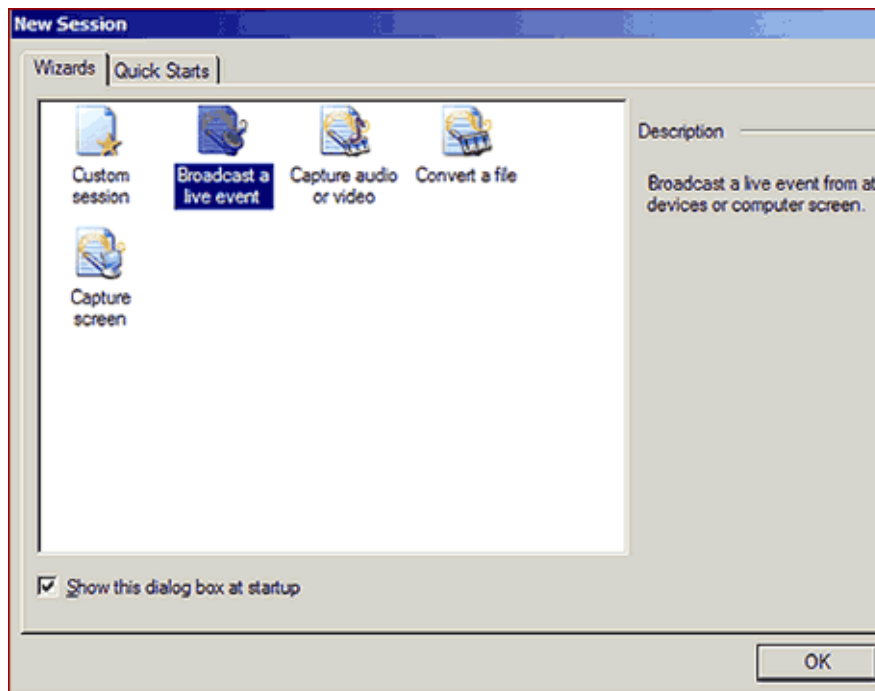 New Session
Wizards
Quick Starts
Custom
session
Broadcast a
live event
Capture audio
or video
Convert a file
Capture
screen
Description
Broadcast a live event from at
devices or computer screen.
Show this dialog box at startup
OK